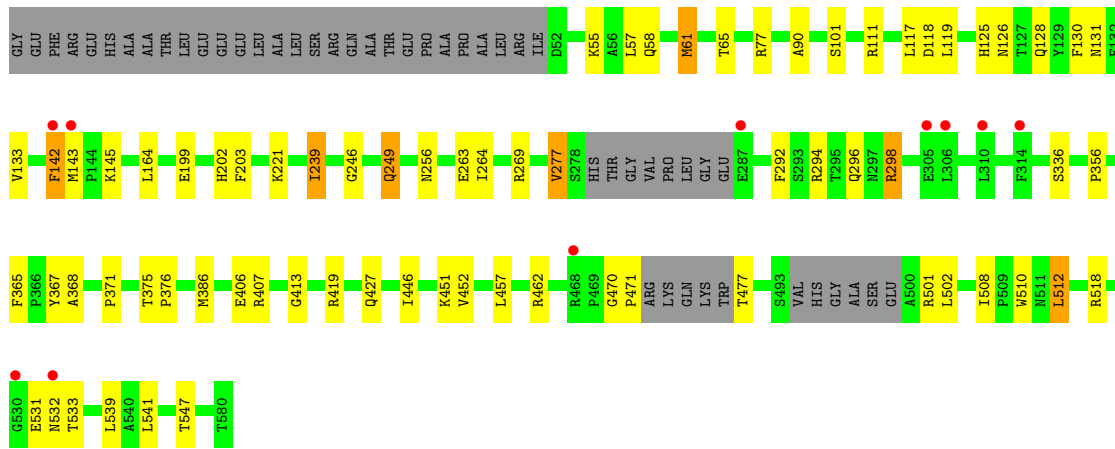 GLY GLU PHE ARG GLU HIS ALA ALA THR LEU GLU GLU GLU LEU ALA LEU SER ARG GLN ALA THR GLN PRO ALA PRO ALA LEU ARG ILE D52 K55 A56 L57 Q58 M61 T65 R77 A90 S101 R111 L117 D118 L119 H125 N126 T127 Q128 Y129 F130 N131
V133 F142 M143 P144 K145 L164 E199 H202 F203 K221 I239 G246 Q249 N256 E263 I264 R269 V277 S278 HIS THR GLY VAL PRO LEU GLY GLU E287 F292 S293 R294 T295 Q296 N297 R298 E305 L306 L310 F314 S336 P356
F365 P366 Y367 A368 P371 T375 P376 M386 E406 R407 G413 R419 Q427 I446 K451 V452 L457 R462 R468 P469 G470 P471 ARG LYS GLN LYS TRP T477 S493 VAL HIS GLY ALA SER GLU A500 R501 L502 I508 P509 W510 N511 L512 R518
G530 E531 N532 T533 L539 A540 L541 T547 T580